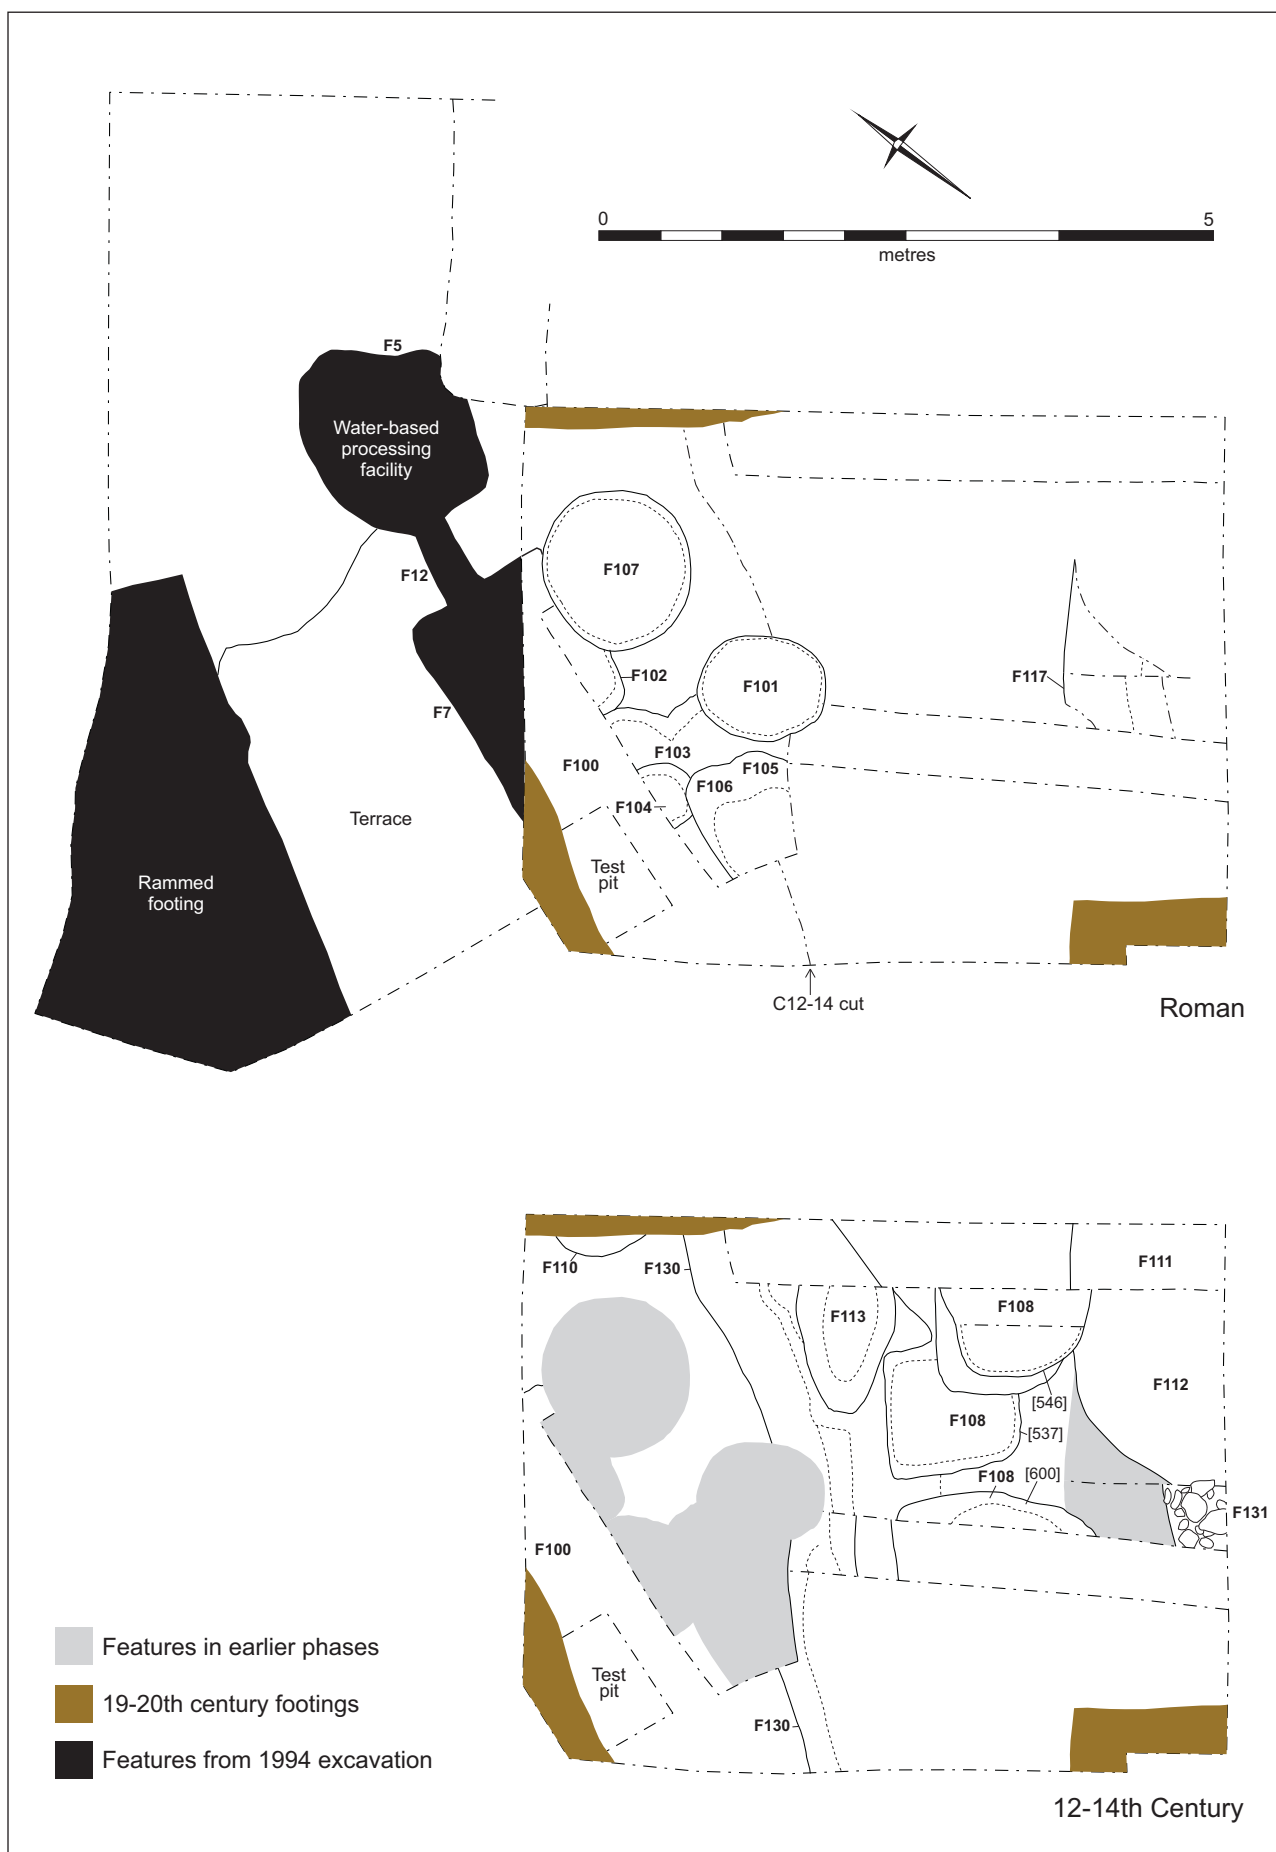 0
5
metres
F5
Water-based
processing
facility
F12
F107
F102
F101
F117
F7
F103
F100
F105
F106
F104
Terrace
Test
pit
Rammed
footing
C12-14 cut
Roman
F110
F130
F111
F108
F113
F112
[546]
F108
[537]
F108
[600]
F131
F100
Test
pit
F130
Features in earlier phases
19-20th century footings
Features from 1994 excavation
12-14th Century